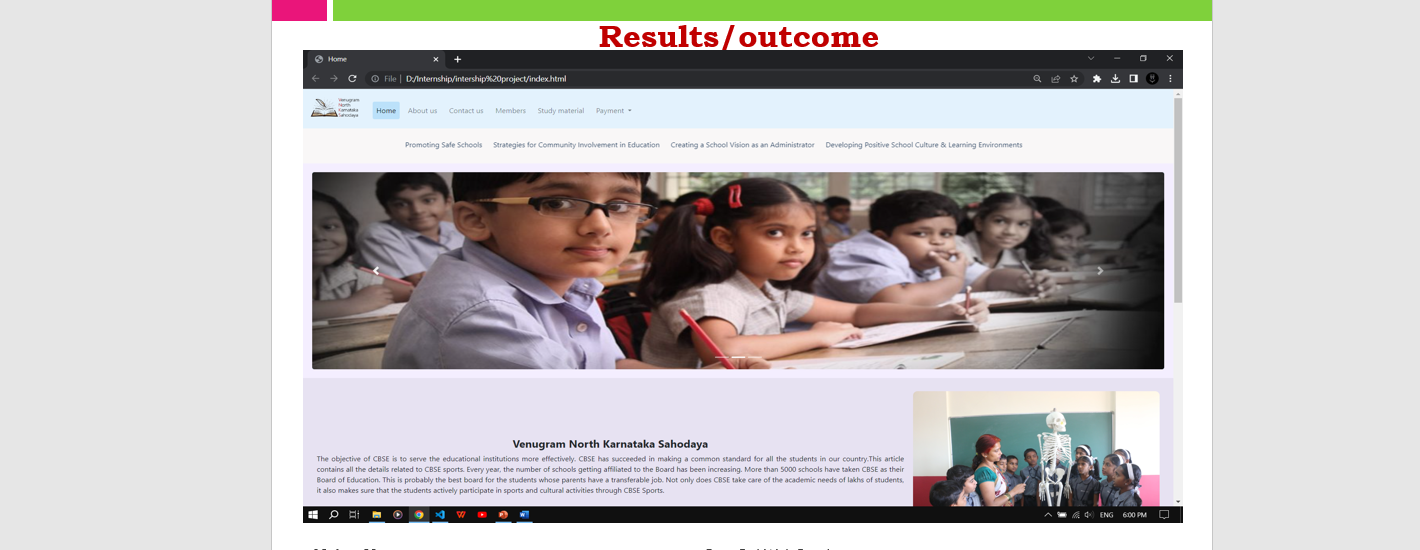 Results/outcome
Home
File | D:/Internship/intership%20project/index.html
Venugram
North
Karnataka
Sahodaya
Home About us Contact us Members Study material Payment
Promoting Safe Schools Strategies for Community Involvement in Education Creating a School Vision as an Administrator Developing Positive School Culture & Learning Environments
Venugram North Karnataka Sahodaya
The objective of CBSE is to serve the educational institutions more effectively. CBSE has succeeded in making a common standard for all the students in our country.This article
contains all the details related to CBSE sports. Every year, the number of schools getting affiliated to the Board has been increasing. More than 5000 schools have taken CBSE as their
Board of Education. This is probably the best board for the students whose parents have a transferable job. Not only does CBSE take care of the academic needs of lakhs of students,
it also makes sure that the students actively participate in sports and cultural activities through CBSE Sports.
ENG 6:00 PM